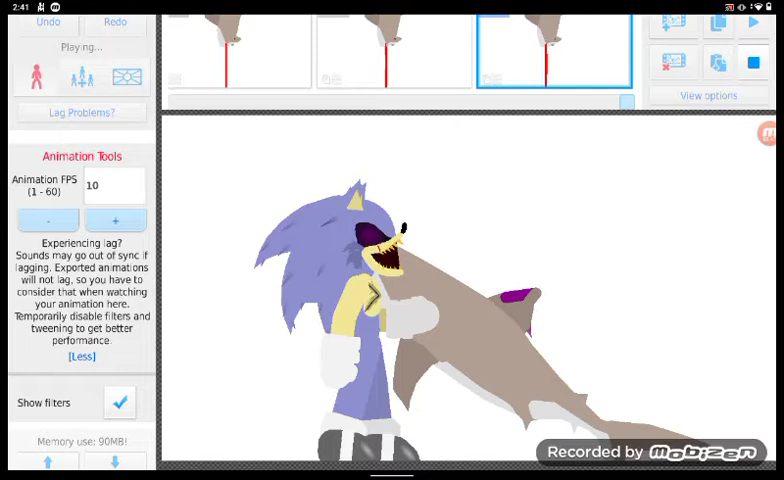 2:41
Undo Redo
Playing...
Lag Problems?
View options
Animation Tools
Animation FPS
(1 - 60)
10
- +
Experiencing lag?
Sounds may go out of sync if
lagging. Exported animations
will not lag, so you have to
consider that when watching
your animation here.
Temporarily disable filters and
tweening to get better
performance.
[Less]
Show filters
Memory use: 90MB!
Recorded by mobizen